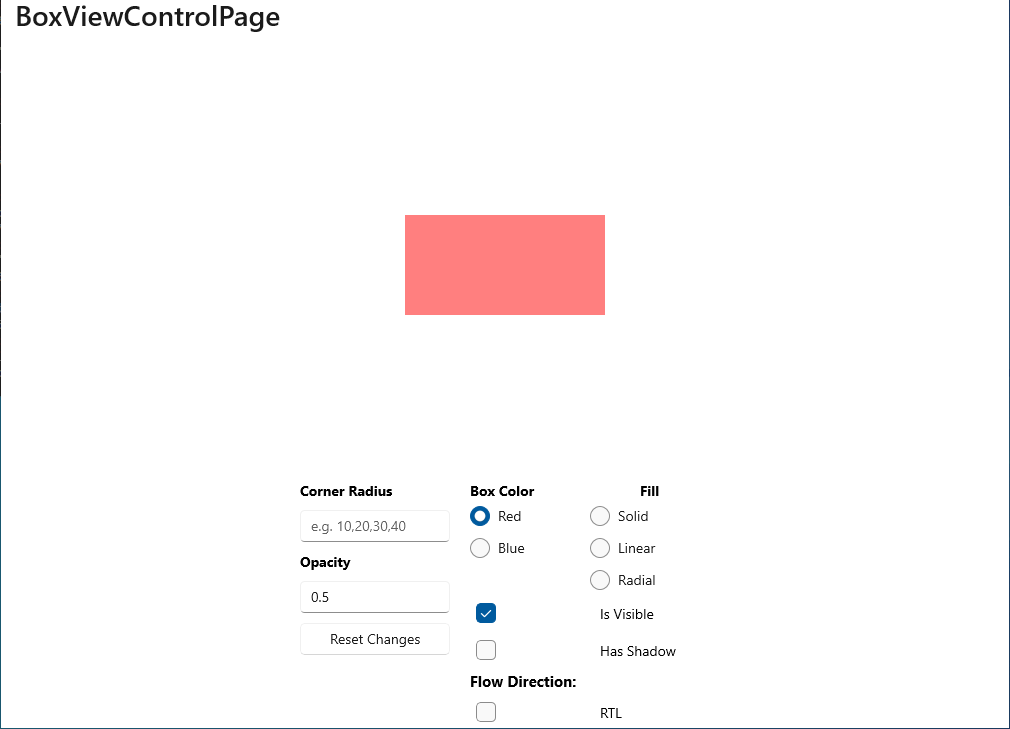 BoxViewControlPage
Corner Radius
Box Color
Fill
e.g. 10,20,30,40
Red
Solid
Blue
Linear
Opacity
Radial
0.5
Is Visible
Reset Changes
Has Shadow
Flow Direction:
RTL